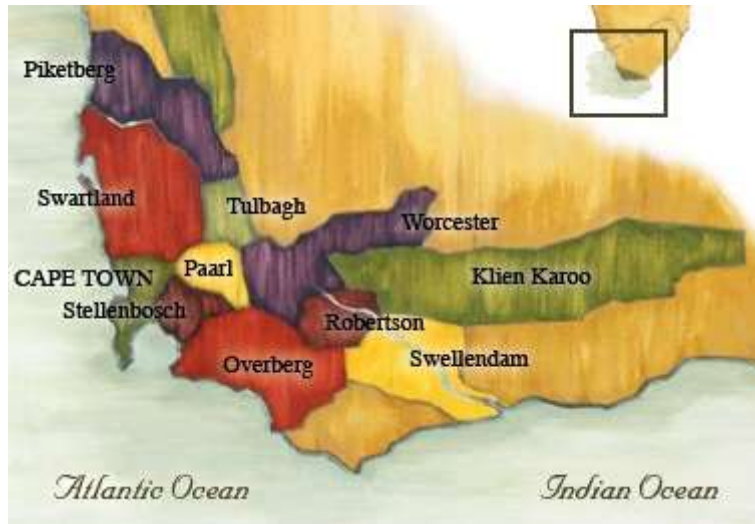 Piketberg
Swartland
Tulbagh
Worcester
CAPE TOWN
Paarl
Klien Karoo
Stellenbosch
Robertson
Overberg
Swellendam
Atlantic Ocean
Indian Ocean